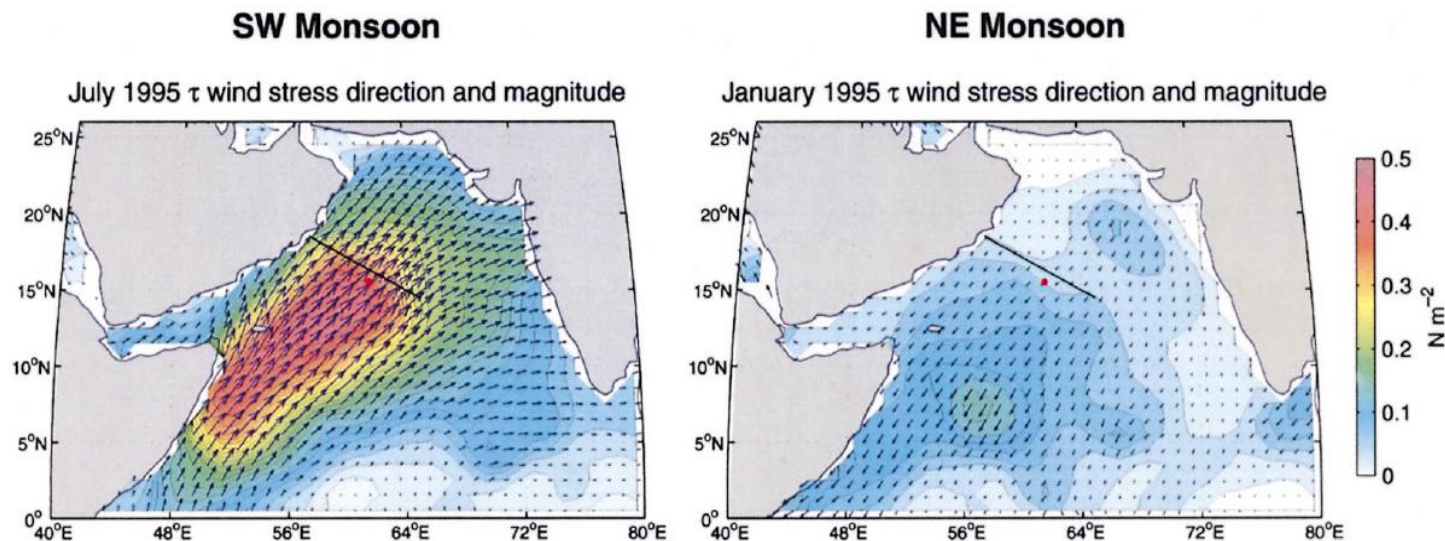 SW Monsoon
July 1995 τ wind stress direction and magnitude
25°N
20°N
15°N
10°N
5°N
0°
40°E 48°E 56°E 64°E 72°E 80°E
NE Monsoon
January 1995 τ wind stress direction and magnitude
25°N
20°N
15°N
10°N
5°N
0°
40°E 48°E 56°E 64°E 72°E 80°E
0.5
0.4
0.3
0.2
0.1
0
N m⁻²